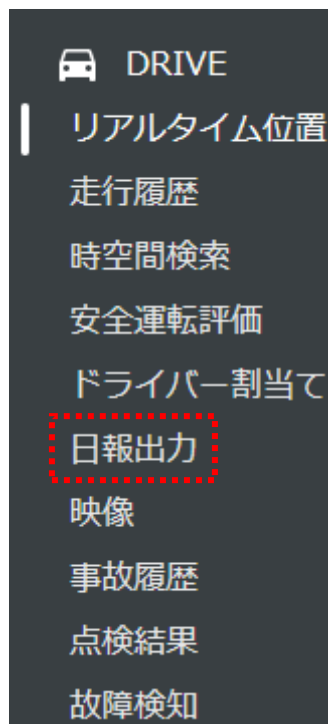 DRIVE
リアルタイム位置
走行履歴
時空間検索
安全運転評価
ドライバー割当て
日報出力
映像
事故履歴
点検結果
故障検知